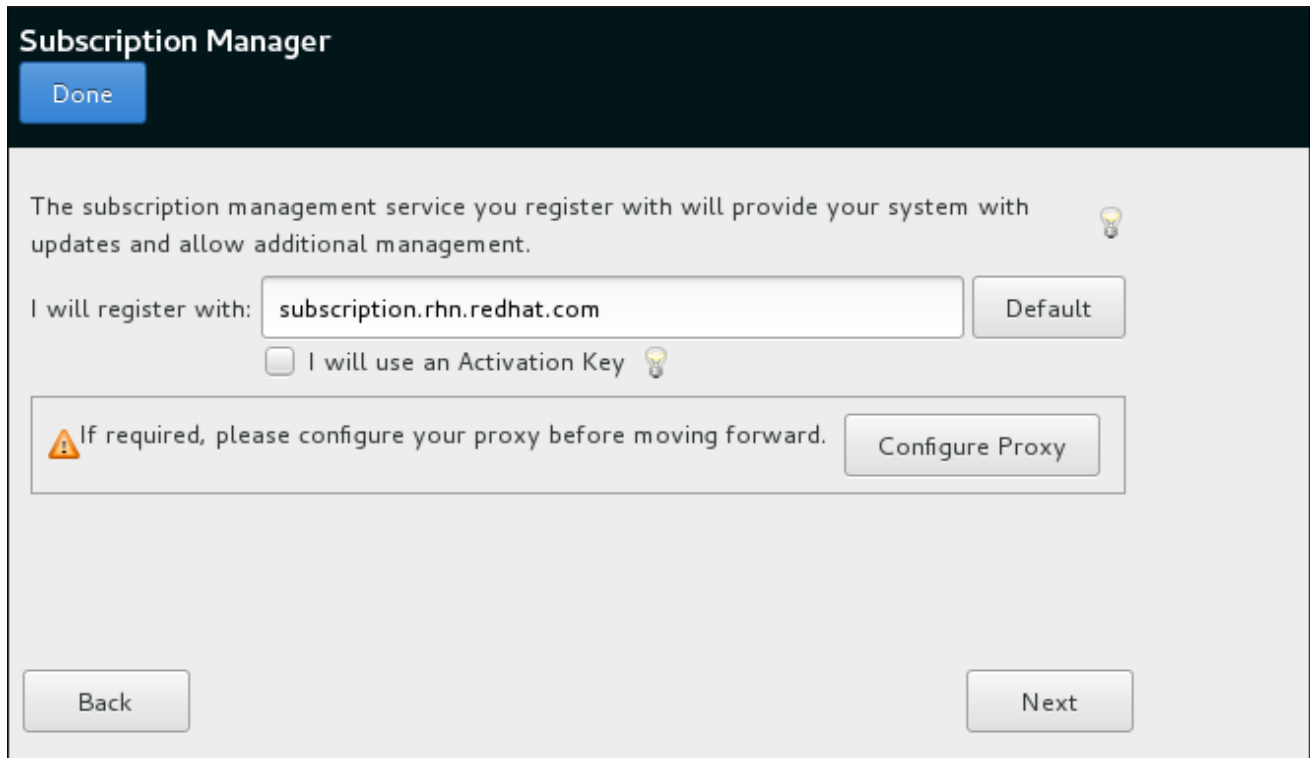 Subscription Manager
Done
The subscription management service you register with will provide your system with
updates and allow additional management.
I will register with: subscription.rhn.redhat.com Default
I will use an Activation Key
If required, please configure your proxy before moving forward. Configure Proxy
Back Next